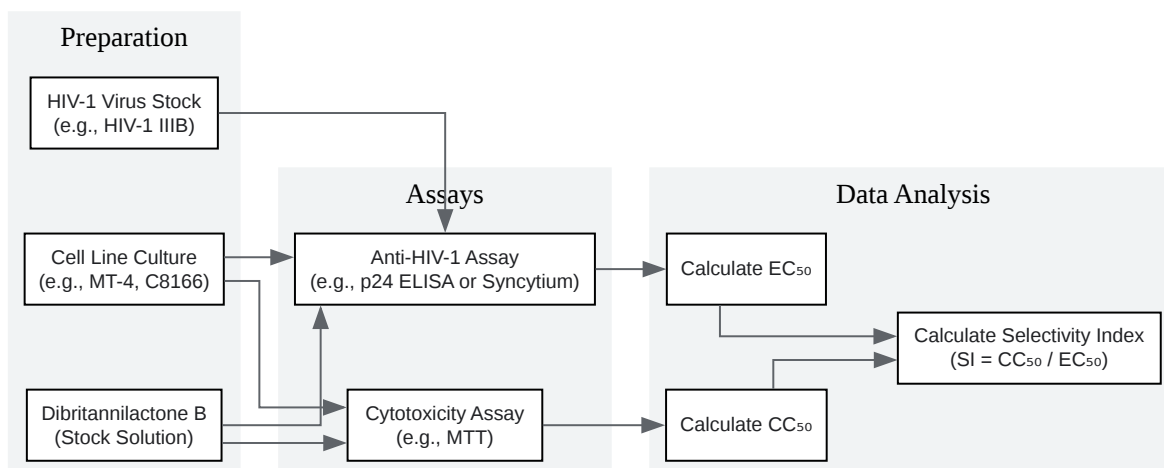 Preparation
HIV-1 Virus Stock
(e.g., HIV-1 IIIB)
Cell Line Culture
(e.g., MT-4, C8166)
Dibritannilactone B
(Stock Solution)
Assays
Anti-HIV-1 Assay
(e.g., p24 ELISA or Syncytium)
Cytotoxicity Assay
(e.g., MTT)
Data Analysis
Calculate EC₅₀
Calculate CC₅₀
Calculate Selectivity Index
(SI = CC₅₀ / EC₅₀)